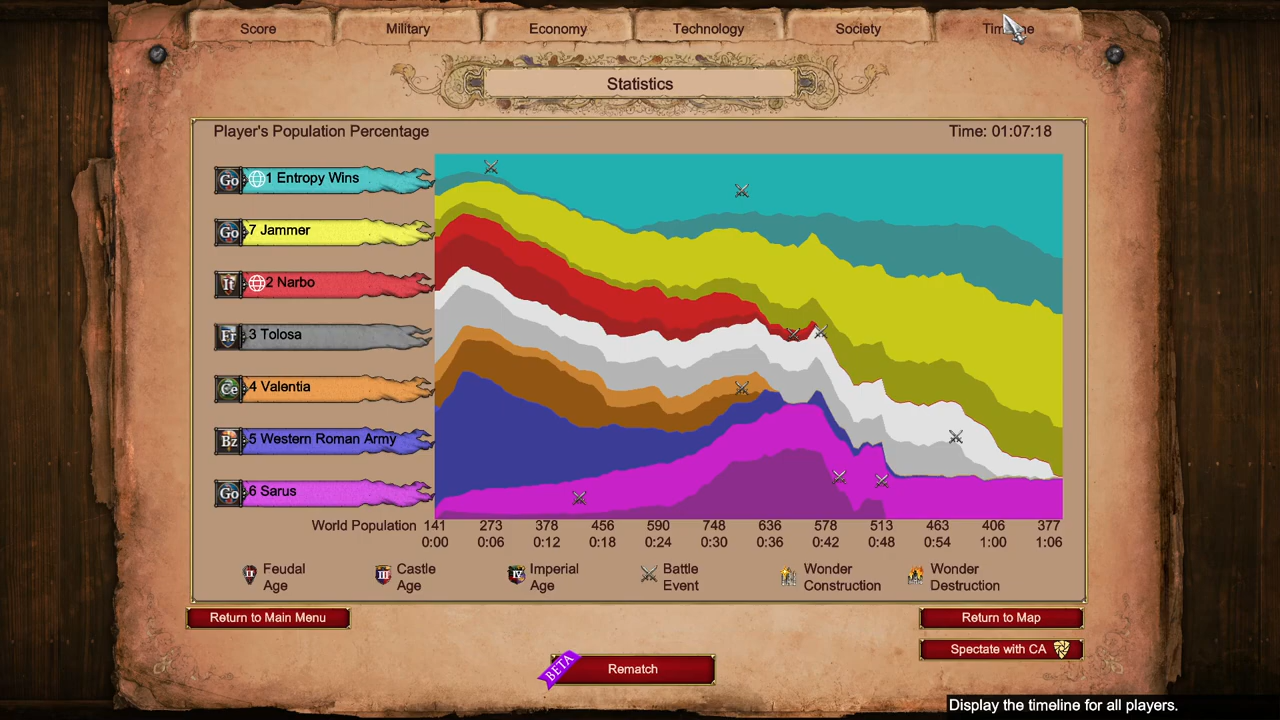 Score Military Economy Technology Society Timeline
Statistics
Player's Population Percentage Time: 01:07:18
Go 1 Entropy Wins
Go 7 Jammer
It 2 Narbo
Fr 3 Tolosa
Ce 4 Valentia
Bz 5 Western Roman Army
Go 6 Sarus
World Population 141 273 378 456 590 748 636 578 513 463 406 377
0:00 0:06 0:12 0:18 0:24 0:30 0:36 0:42 0:48 0:54 1:00 1:06
II Feudal Age
III Castle Age
IV Imperial Age
Battle Event
Wonder Construction
Wonder Destruction
Return to Main Menu Return to Map
Spectate with CA
BETA Rematch
Display the timeline for all players.